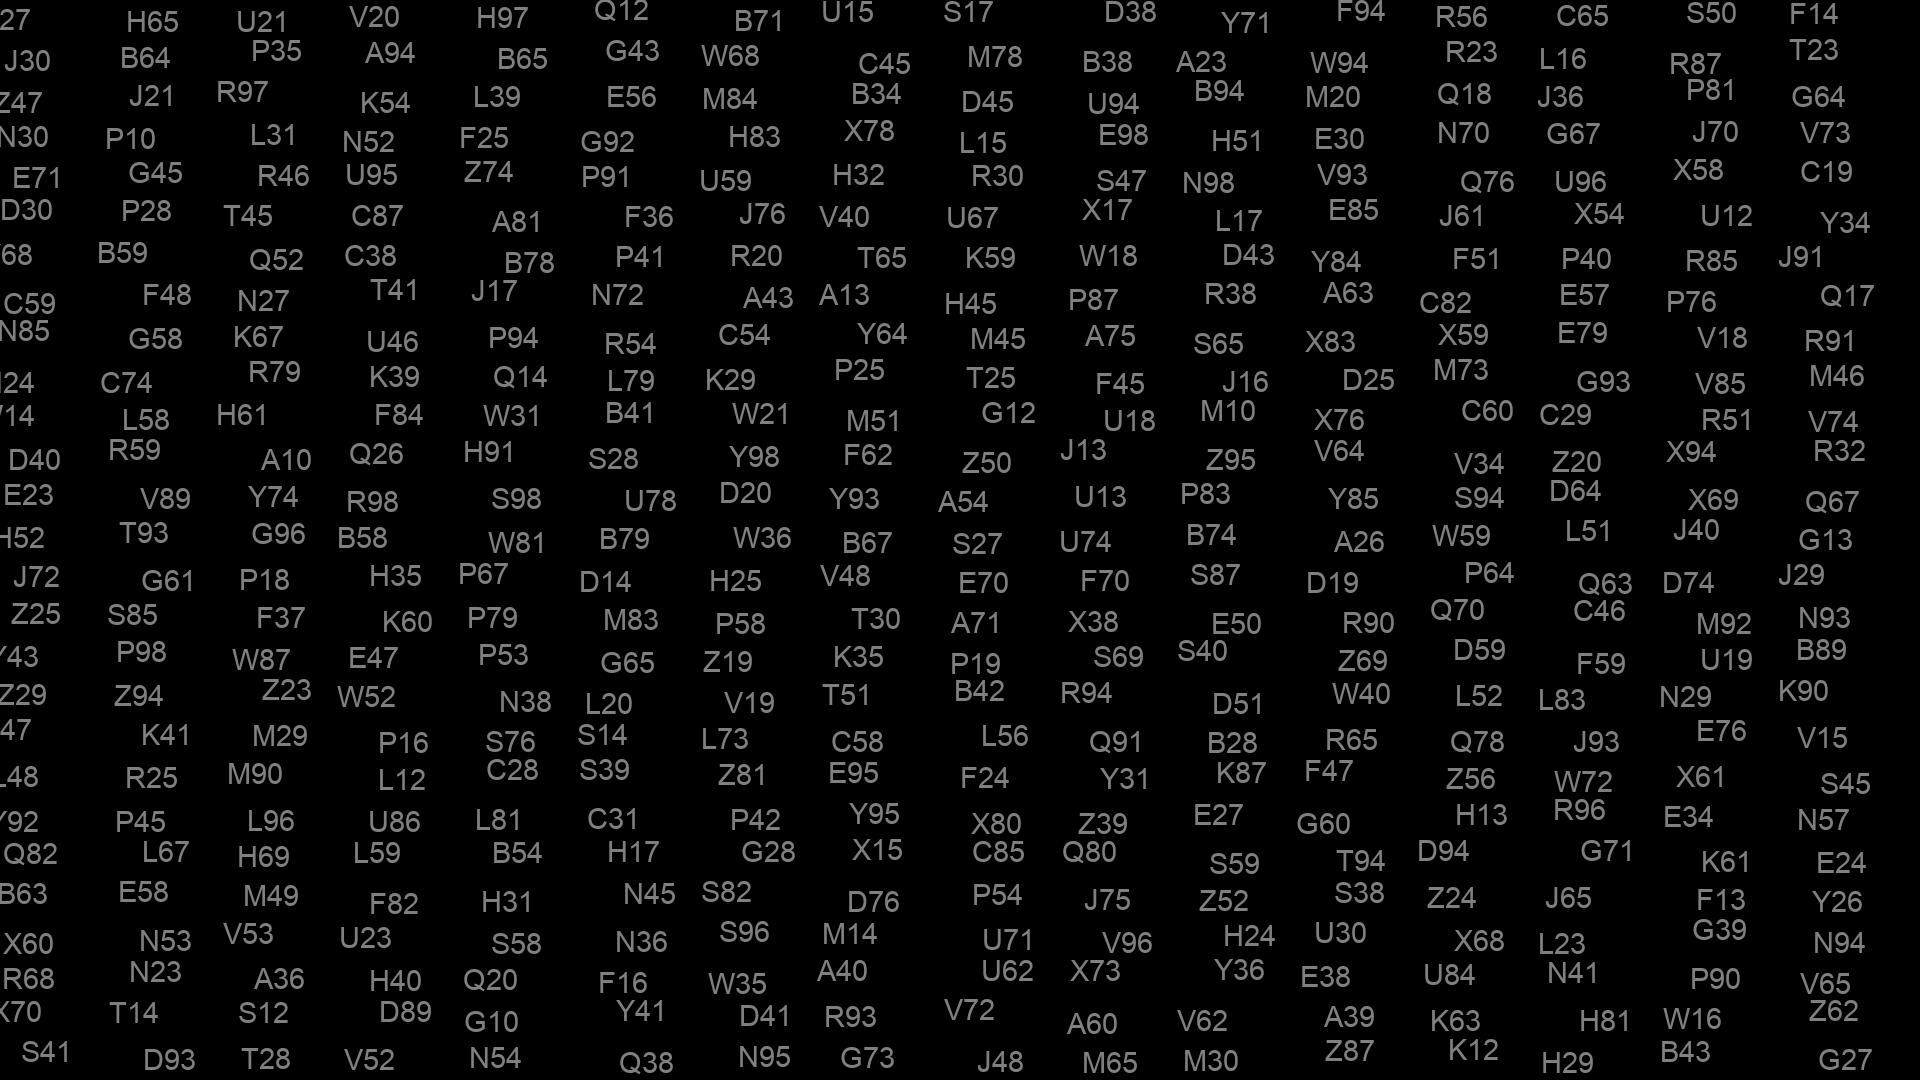 27 H65 U21 V20 H97 Q12 B71 U15 S17 D38 Y71 F94 R56 C65 S50 F14
J30 B64 P35 A94 B65 G43 W68 C45 M78 B38 A23 W94 R23 L16 R87 T23
Z47 J21 R97 K54 L39 E56 M84 B34 D45 U94 B94 M20 Q18 J36 P81 G64
N30 P10 L31 N52 F25 G92 H83 X78 L15 E98 H51 E30 N70 G67 J70 V73
E71 G45 R46 U95 Z74 P91 U59 H32 R30 S47 N98 V93 Q76 U96 X58 C19
D30 P28 T45 C87 A81 F36 J76 V40 U67 X17 L17 E85 J61 X54 U12 Y34
68 B59 Q52 C38 B78 P41 R20 T65 K59 W18 D43 Y84 F51 P40 R85 J91
C59 F48 N27 T41 J17 N72 A43 A13 H45 P87 R38 A63 C82 E57 P76 Q17
N85 G58 K67 U46 P94 R54 C54 Y64 M45 A75 S65 X83 X59 E79 V18 R91
24 C74 R79 K39 Q14 L79 K29 P25 T25 F45 J16 D25 M73 G93 V85 M46
14 L58 H61 F84 W31 B41 W21 M51 G12 U18 M10 X76 C60 C29 R51 V74
D40 R59 A10 Q26 H91 S28 Y98 F62 Z50 J13 Z95 V64 V34 Z20 X94 R32
E23 V89 Y74 R98 S98 U78 D20 Y93 A54 U13 P83 Y85 S94 D64 X69 Q67
H52 T93 G96 B58 W81 B79 W36 B67 S27 U74 B74 A26 W59 L51 J40 G13
J72 G61 P18 H35 P67 D14 H25 V48 E70 F70 S87 D19 P64 Q63 D74 J29
Z25 S85 F37 K60 P79 M83 P58 T30 A71 X38 E50 R90 Q70 C46 M92 N93
Y43 P98 W87 E47 P53 G65 Z19 K35 P19 S69 S40 Z69 D59 F59 U19 B89
Z29 Z94 Z23 W52 N38 L20 V19 T51 B42 R94 D51 W40 L52 L83 N29 K90
47 K41 M29 P16 S76 S14 L73 C58 L56 Q91 B28 R65 Q78 J93 E76 V15
L48 R25 M90 L12 C28 S39 Z81 E95 F24 Y31 K87 F47 Z56 W72 X61 S45
Y92 P45 L96 U86 L81 C31 P42 Y95 X80 Z39 E27 G60 H13 R96 E34 N57
Q82 L67 H69 L59 B54 H17 G28 X15 C85 Q80 S59 T94 D94 G71 K61 E24
B63 E58 M49 F82 H31 N45 S82 D76 P54 J75 Z52 S38 Z24 J65 F13 Y26
X60 N53 V53 U23 S58 N36 S96 M14 U71 V96 H24 U30 X68 L23 G39 N94
R68 N23 A36 H40 Q20 F16 W35 A40 U62 X73 Y36 E38 U84 N41 P90 V65
X70 T14 S12 D89 G10 Y41 D41 R93 V72 A60 V62 A39 K63 H81 W16 Z62
S41 D93 T28 V52 N54 Q38 N95 G73 J48 M65 M30 Z87 K12 H29 B43 G27